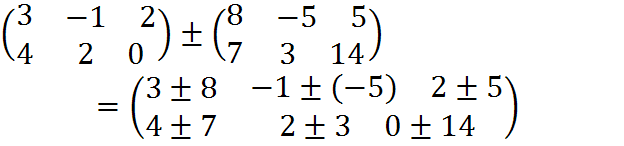 (3 −1 2
4 2 0) ± (8 −5 5
7 3 14)
= (3 ± 8 −1 ± (−5) 2 ± 5
4 ± 7 2 ± 3 0 ± 14)